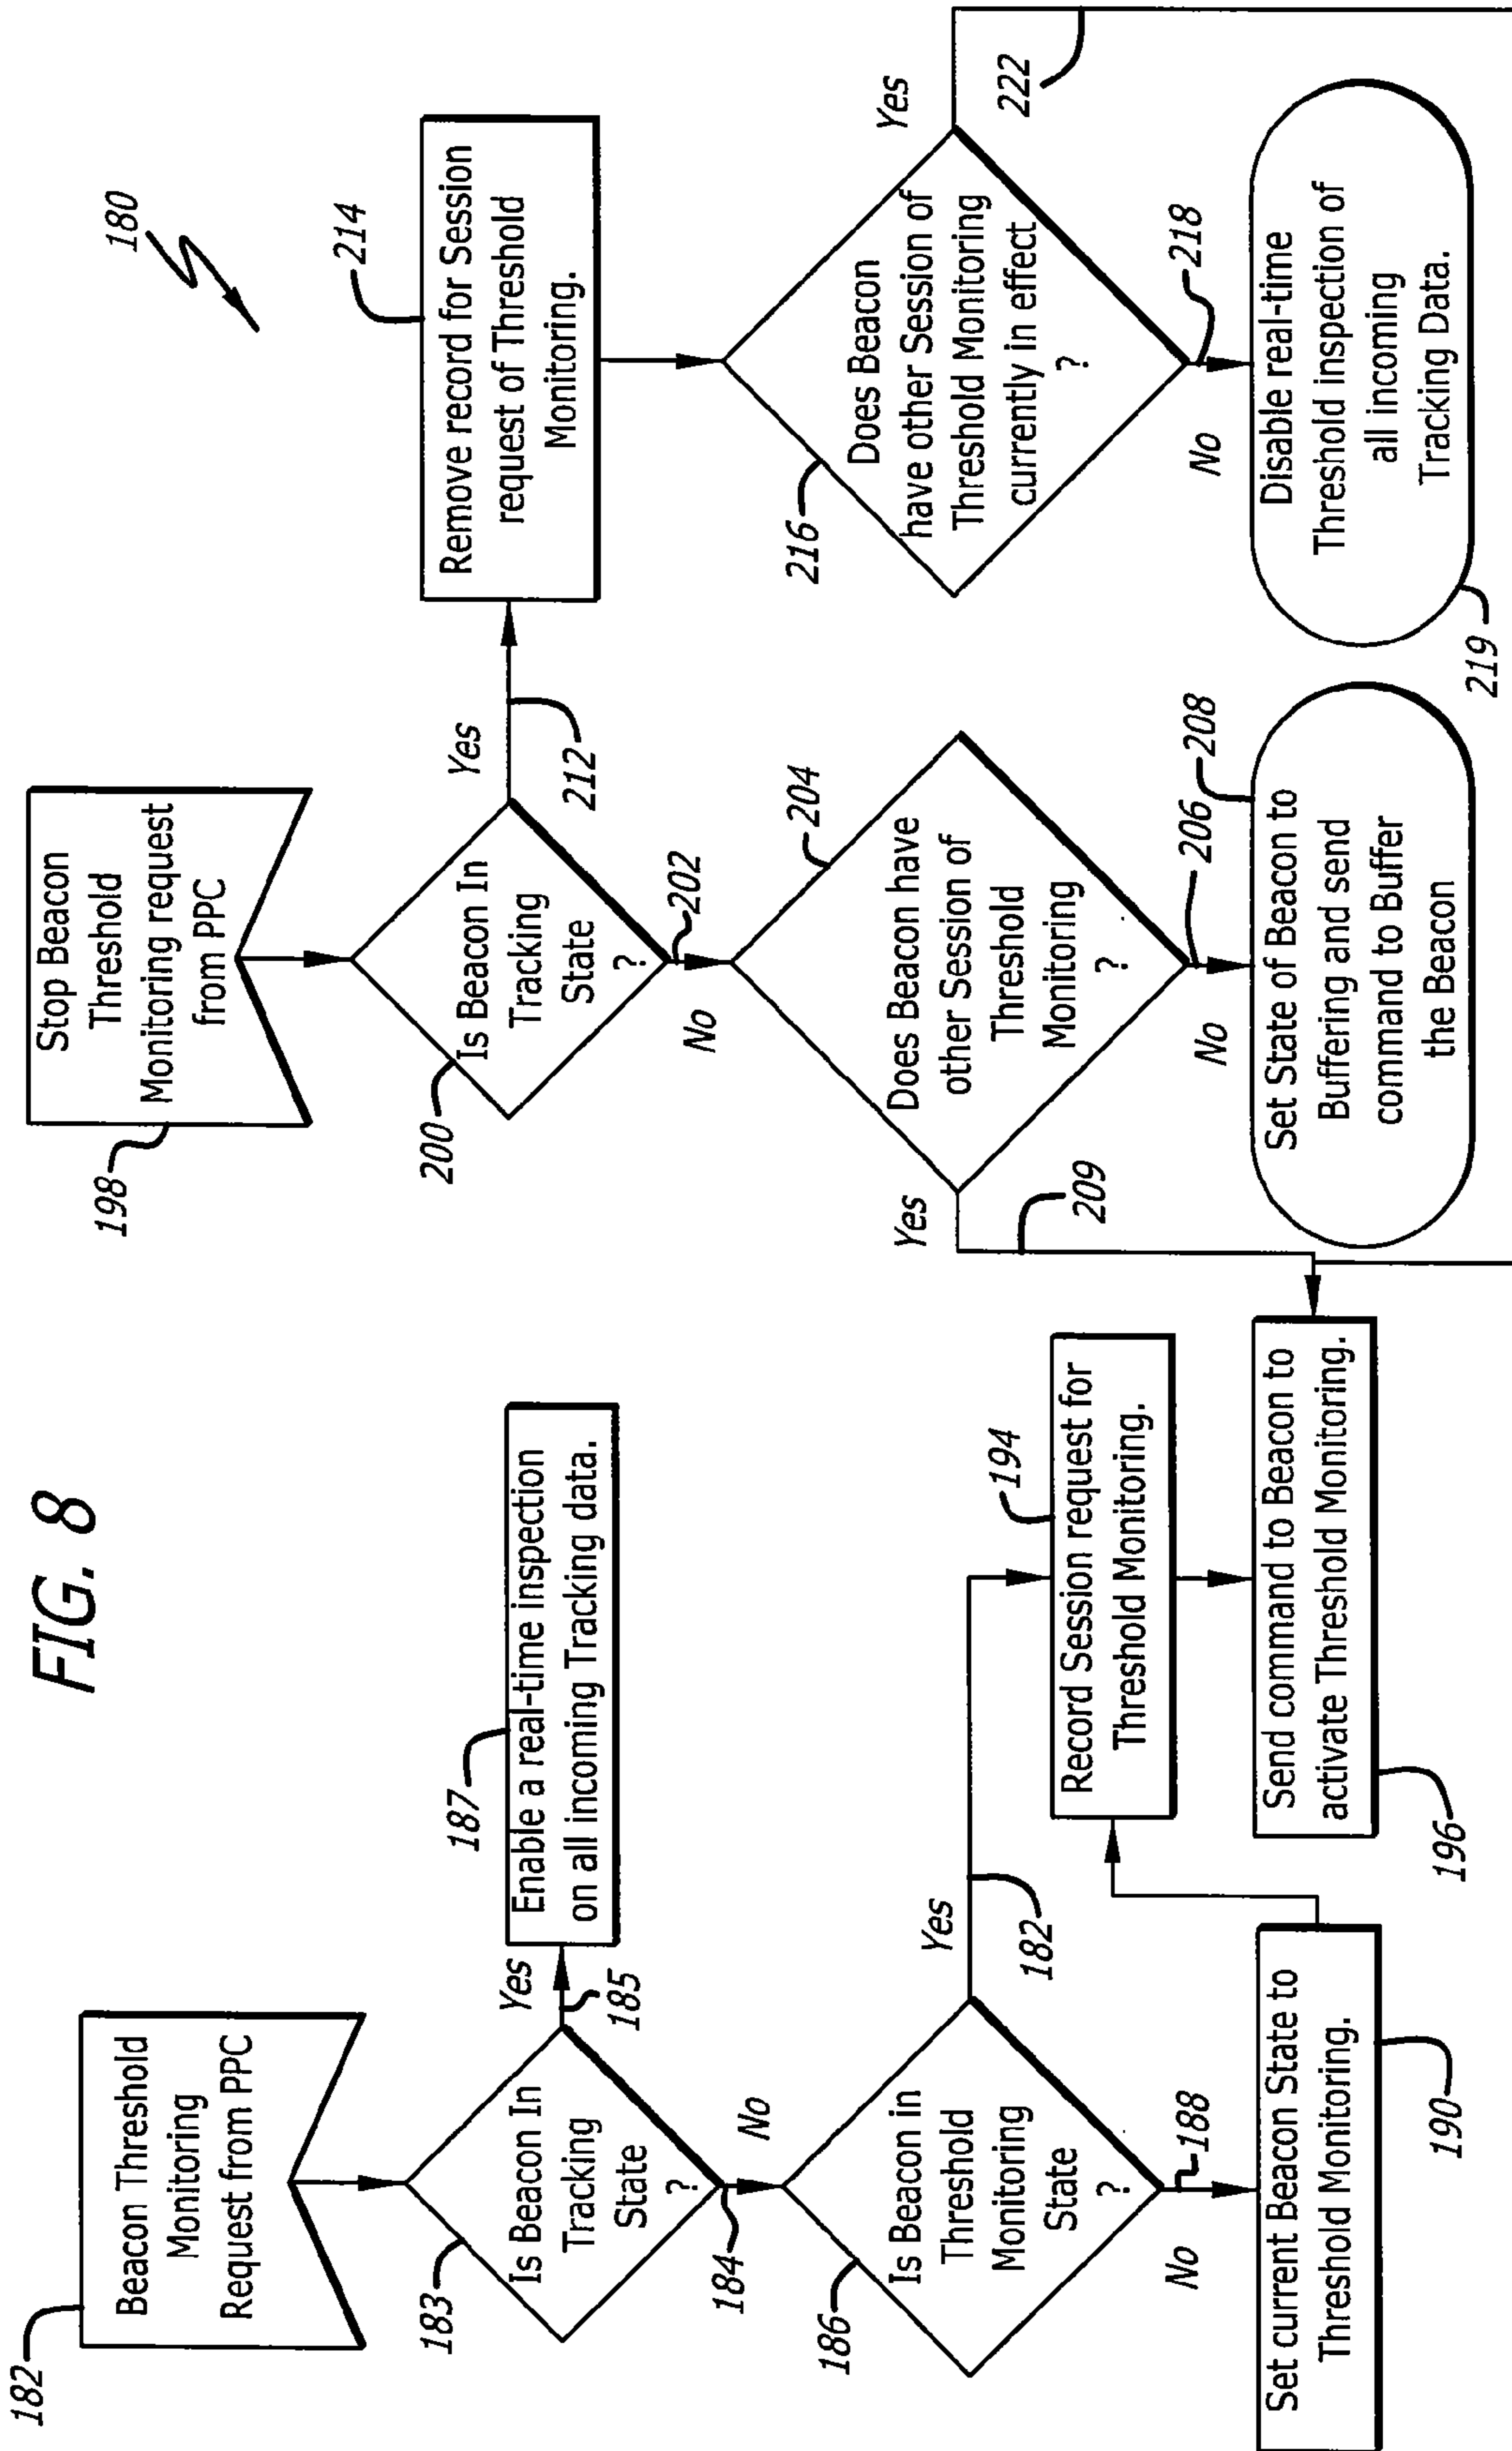 FIG. 8
180
182
Beacon Threshold
Monitoring
Request from PPC
183
Is Beacon In
Tracking
State
?
Yes
185
187
Enable a real-time inspection
on all incoming Tracking data.
184
No
186
Is Beacon in
Threshold
Monitoring
State
?
Yes
182
No
188
Set current Beacon State to
Threshold Monitoring.
190
194
Record Session request for
Threshold Monitoring.
Send command to Beacon to
activate Threshold Monitoring.
196
198
Stop Beacon
Threshold
Monitoring request
from PPC
200
Is Beacon In
Tracking
State
?
Yes
212
No
202
204
Does Beacon have
other Session of
Threshold
Monitoring
?
Yes
209
No
206
208
Set State of Beacon to
Buffering and send
command to Buffer
the Beacon
214
Remove record for Session
request of Threshold
Monitoring.
216
Does Beacon
have other Session of
Threshold Monitoring
currently in effect
?
Yes
222
No
218
Disable real-time
Threshold inspection of
all incoming
Tracking Data.
219